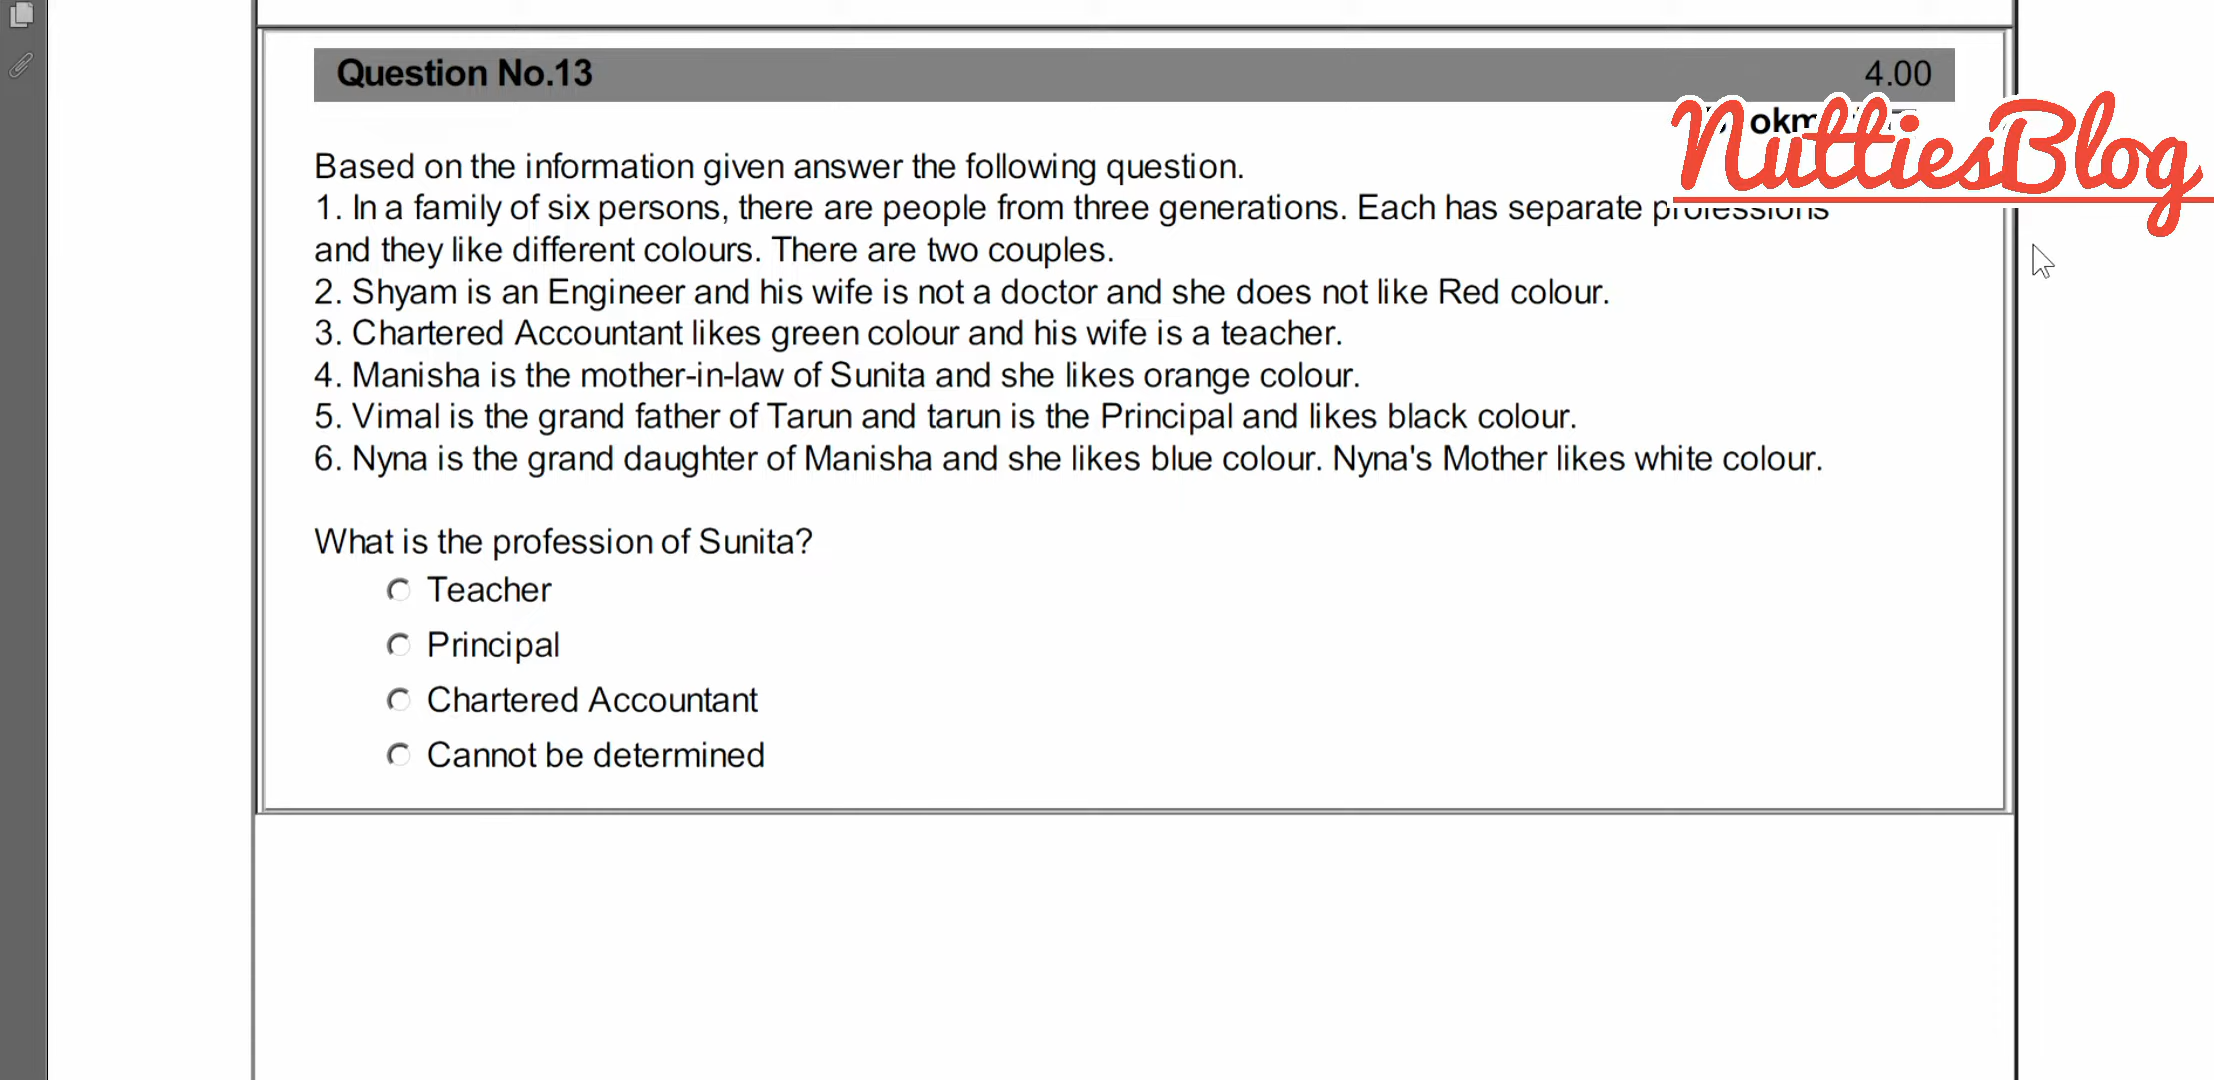 Question No.13 4.00
NuttiesBlog
Based on the information given answer the following question.
1. In a family of six persons, there are people from three generations. Each has separate professions
and they like different colours. There are two couples.
2. Shyam is an Engineer and his wife is not a doctor and she does not like Red colour.
3. Chartered Accountant likes green colour and his wife is a teacher.
4. Manisha is the mother-in-law of Sunita and she likes orange colour.
5. Vimal is the grand father of Tarun and tarun is the Principal and likes black colour.
6. Nyna is the grand daughter of Manisha and she likes blue colour. Nyna's Mother likes white colour.
What is the profession of Sunita?
Teacher
Principal
Chartered Accountant
Cannot be determined